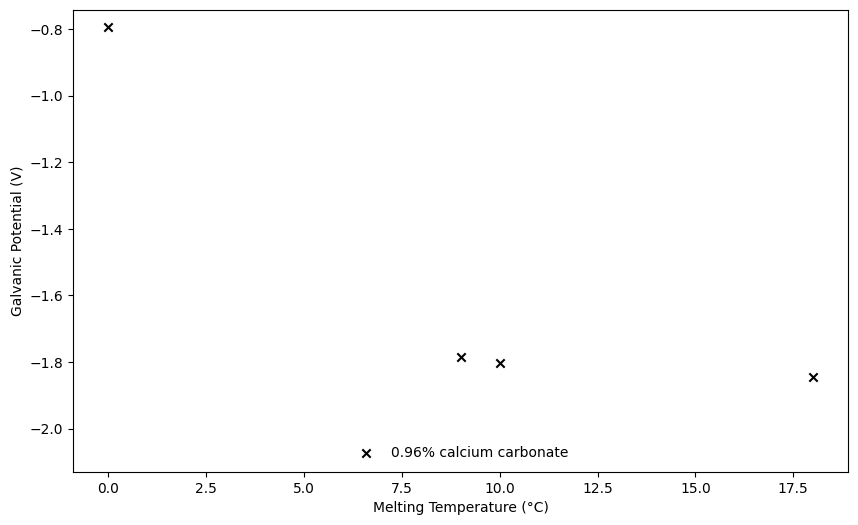 −0.8
−1.0
−1.2
−1.4
−1.6
−1.8
−2.0
Galvanic Potential (V)
0.96% calcium carbonate
0.0 2.5 5.0 7.5 10.0 12.5 15.0 17.5
Melting Temperature (°C)